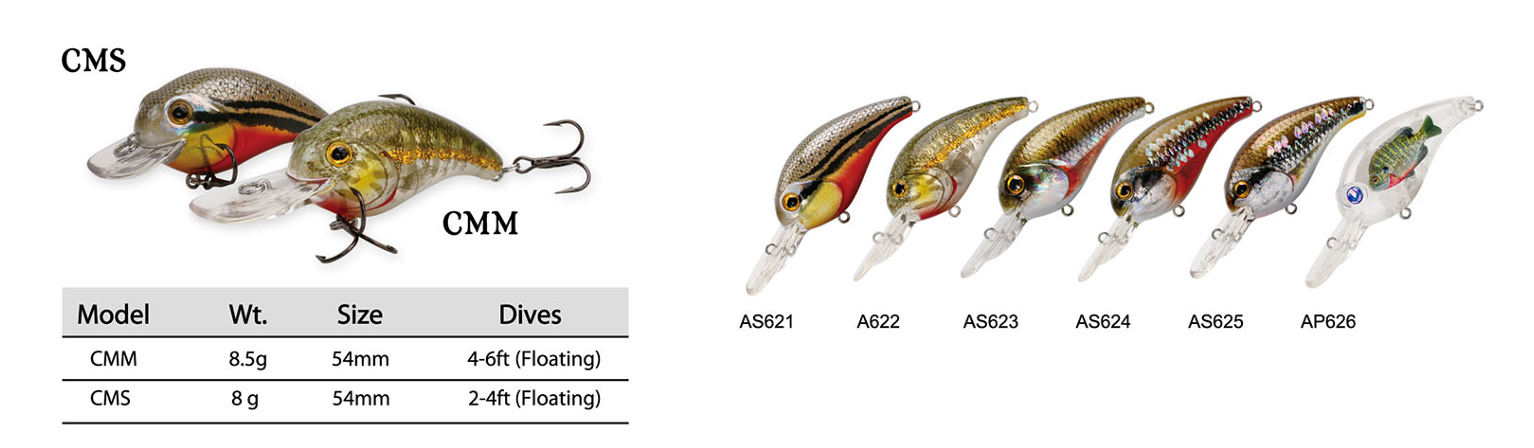 CMS
CMM
Model Wt. Size Dives
CMM 8.5g 54mm 4-6ft (Floating)
CMS 8 g 54mm 2-4ft (Floating)
AS621 A622 AS623 AS624 AS625 AP626